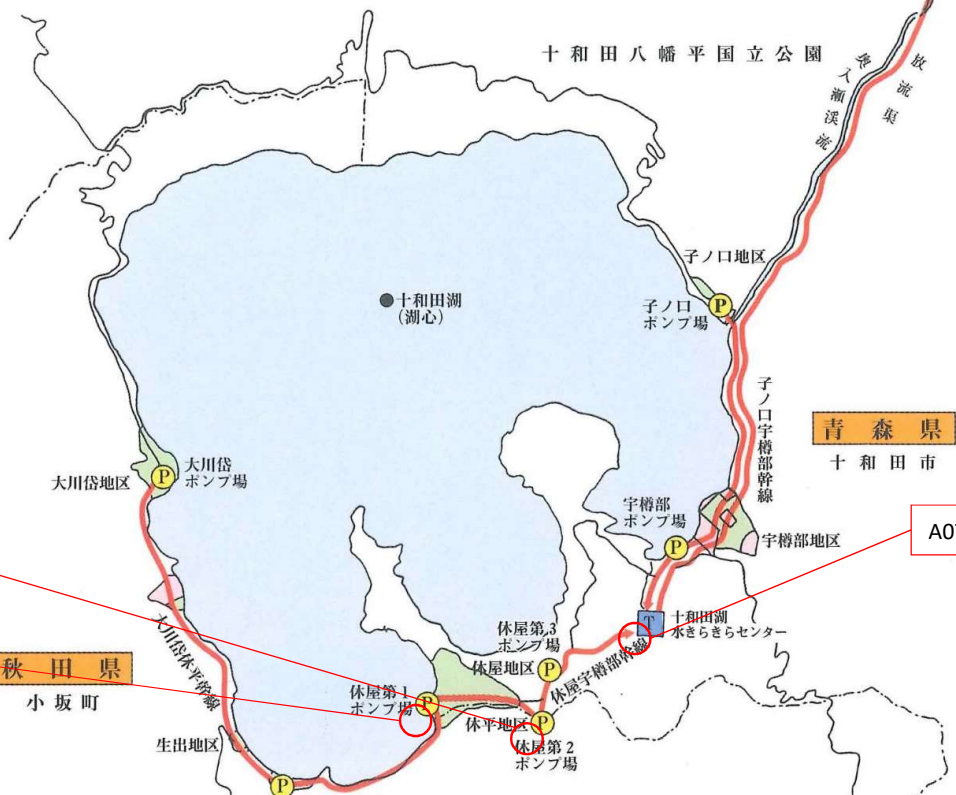 十和田八幡平国立公園
放流渠
奥入瀬渓流
子ノ口地区
子ノ口
ポンプ場
P
十和田湖
(湖心)
子ノ口宇樽部幹線
青森県
十和田市
大川岱
ポンプ場
P
大川岱地区
宇樽部
ポンプ場
P
宇樽部地区
A07
T
十和田湖
水きらきらセンター
休屋第3
ポンプ場
P
休屋地区
休屋宇樽部幹線
大川岱休平幹線
秋田県
小坂町
休屋第1
ポンプ場
P
休平地区
P
休屋第2
ポンプ場
生出地区
P